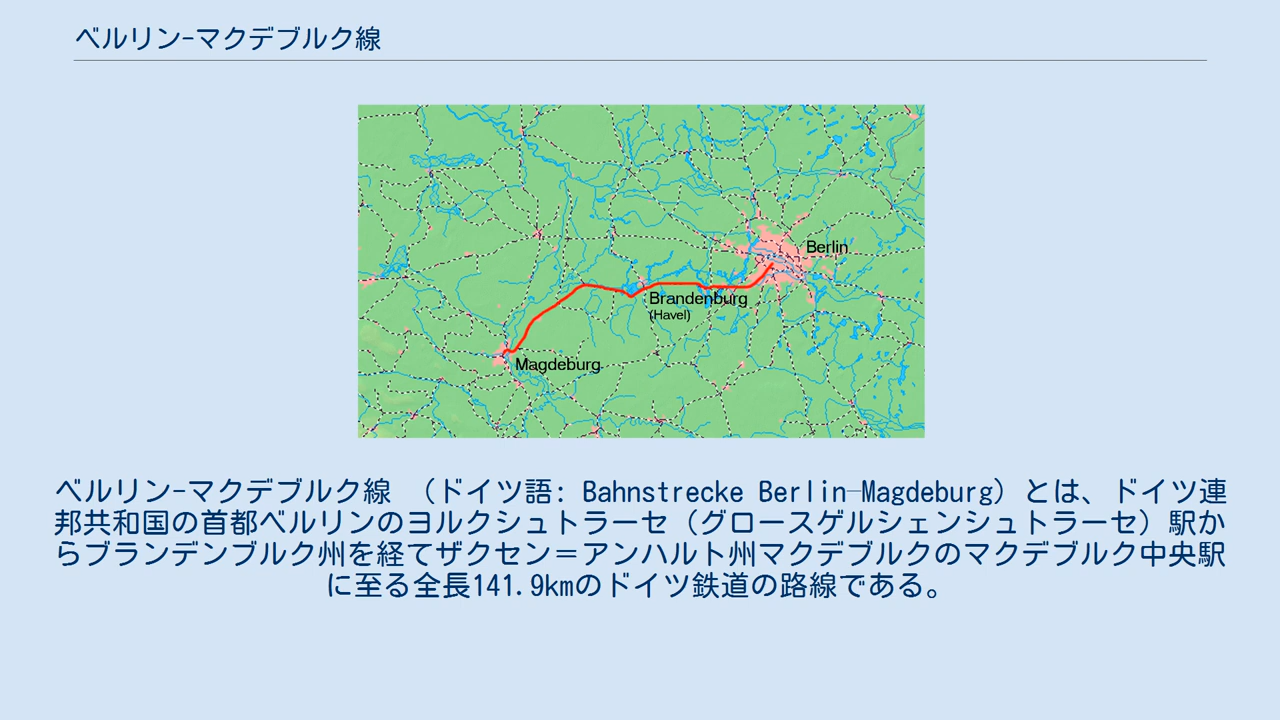 ベルリン-マクデブルク線
Berlin
Brandenburg
(Havel)
Magdeburg
ベルリン-マクデブルク線 （ドイツ語: Bahnstrecke Berlin–Magdeburg）とは、ドイツ連
邦共和国の首都ベルリンのヨルクシュトラーセ（グロースゲルシェンシュトラーセ）駅か
らブランデンブルク州を経てザクセン＝アンハルト州マクデブルクのマクデブルク中央駅
に至る全長141.9kmのドイツ鉄道の路線である。